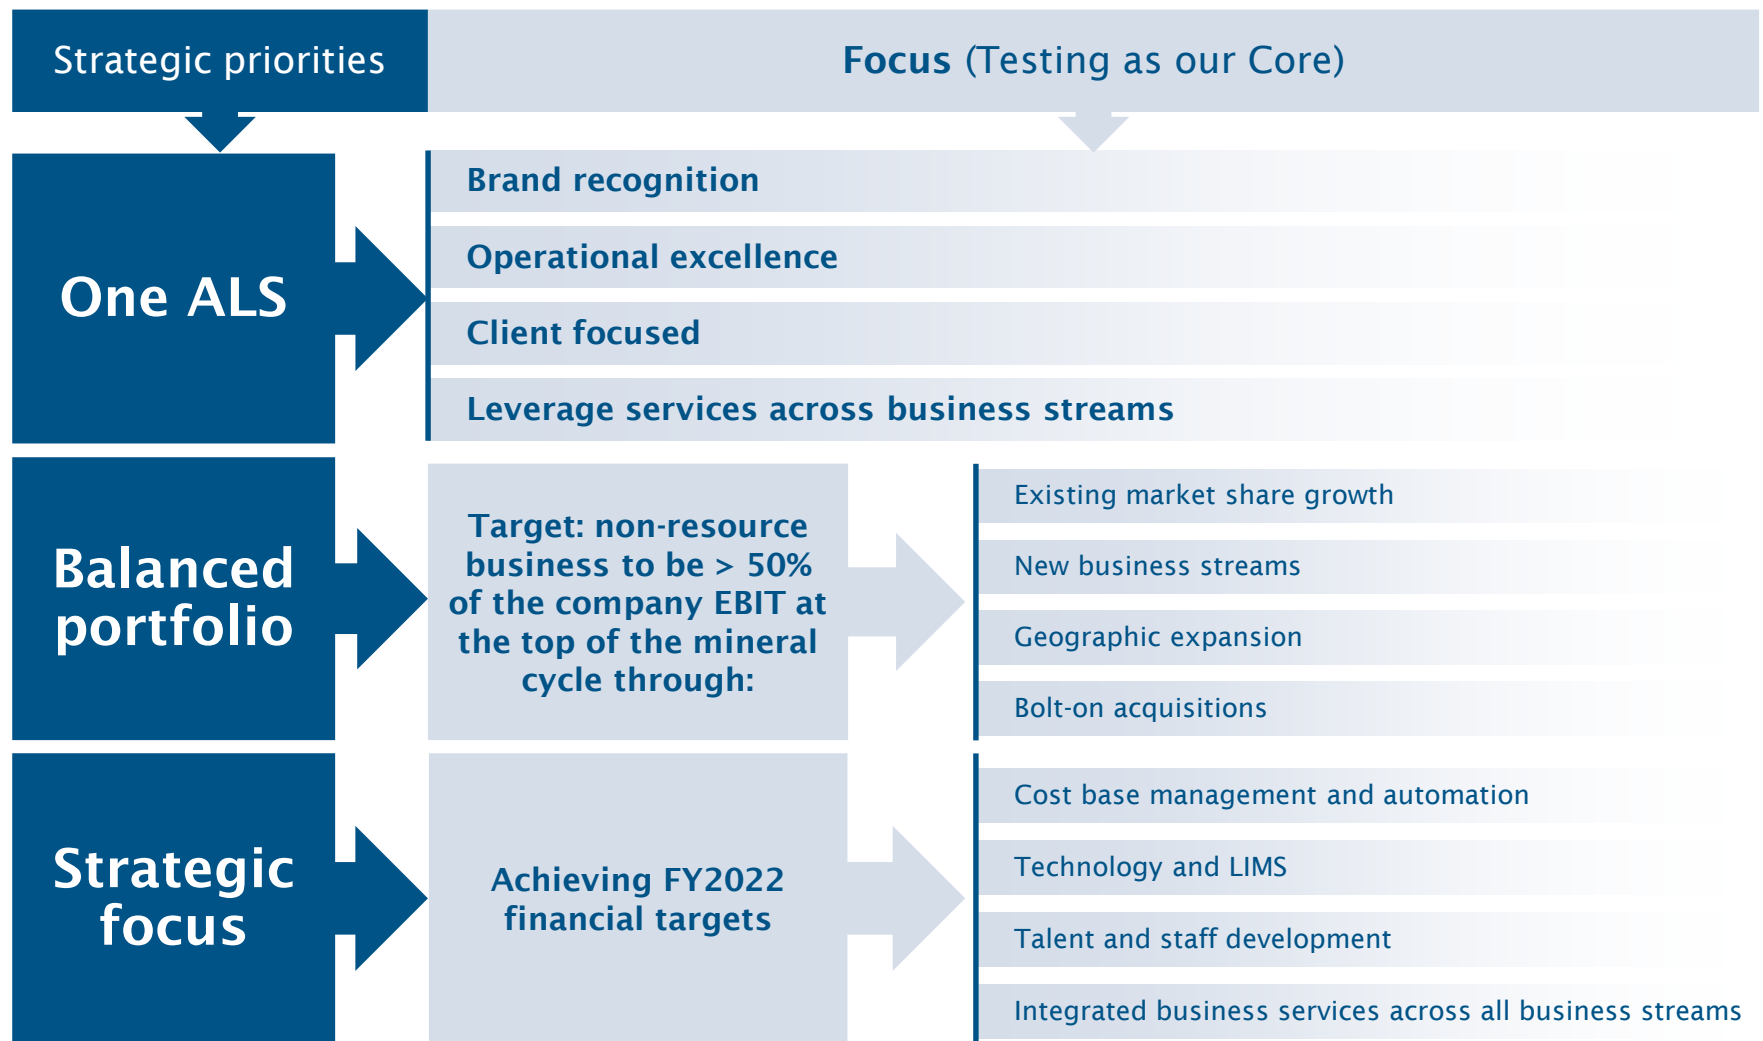 Strategic priorities
Focus (Testing as our Core)
One ALS
Brand recognition
Operational excellence
Client focused
Leverage services across business streams
Balanced
portfolio
Target: non-resource
business to be > 50%
of the company EBIT at
the top of the mineral
cycle through:
Existing market share growth
New business streams
Geographic expansion
Bolt-on acquisitions
Strategic
focus
Achieving FY2022
financial targets
Cost base management and automation
Technology and LIMS
Talent and staff development
Integrated business services across all business streams